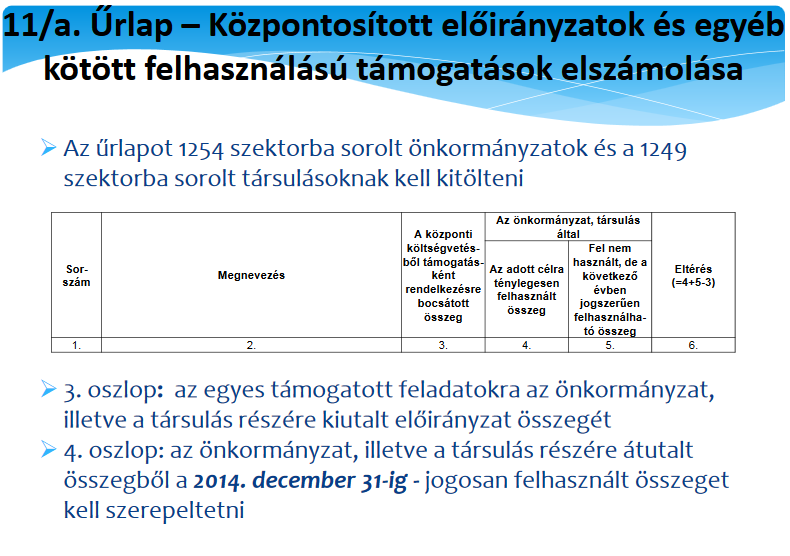 11/a. Űrlap – Központosított előirányzatok és egyéb
kötött felhasználású támogatások elszámolása
Az űrlapot 1254 szektorba sorolt önkormányzatok és a 1249
szektorba sorolt társulásoknak kell kitölteni
Sor-
szám
Megnevezés
A központi
költségvetés-
ből támogatás-
ként
rendelkezésre
bocsátott
összeg
Az önkormányzat, társulás
által
Az adott célra
ténylegesen
felhasznált
összeg
Fel nem
használt, de a
következő
évben
jogszerűen
felhasználha-
tó összeg
Eltérés
(=4+5-3)
1. 2. 3. 4. 5. 6.
3. oszlop: az egyes támogatott feladatokra az önkormányzat,
illetve a társulás részére kiutalt előirányzat összegét
4. oszlop: az önkormányzat, illetve a társulás részére átutalt
összegből a 2014. december 31-ig - jogosan felhasznált összeget
kell szerepeltetni